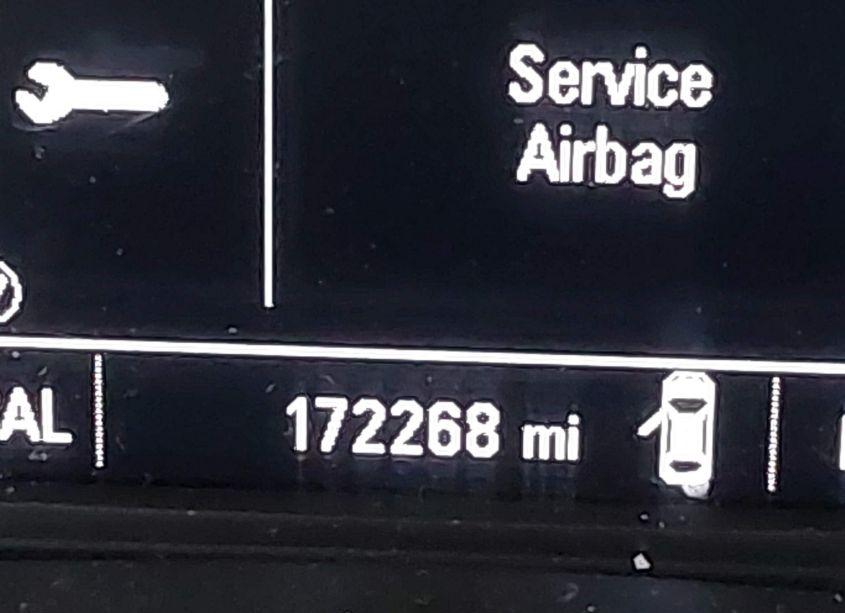 Service
Airbag
AL
172268 mi